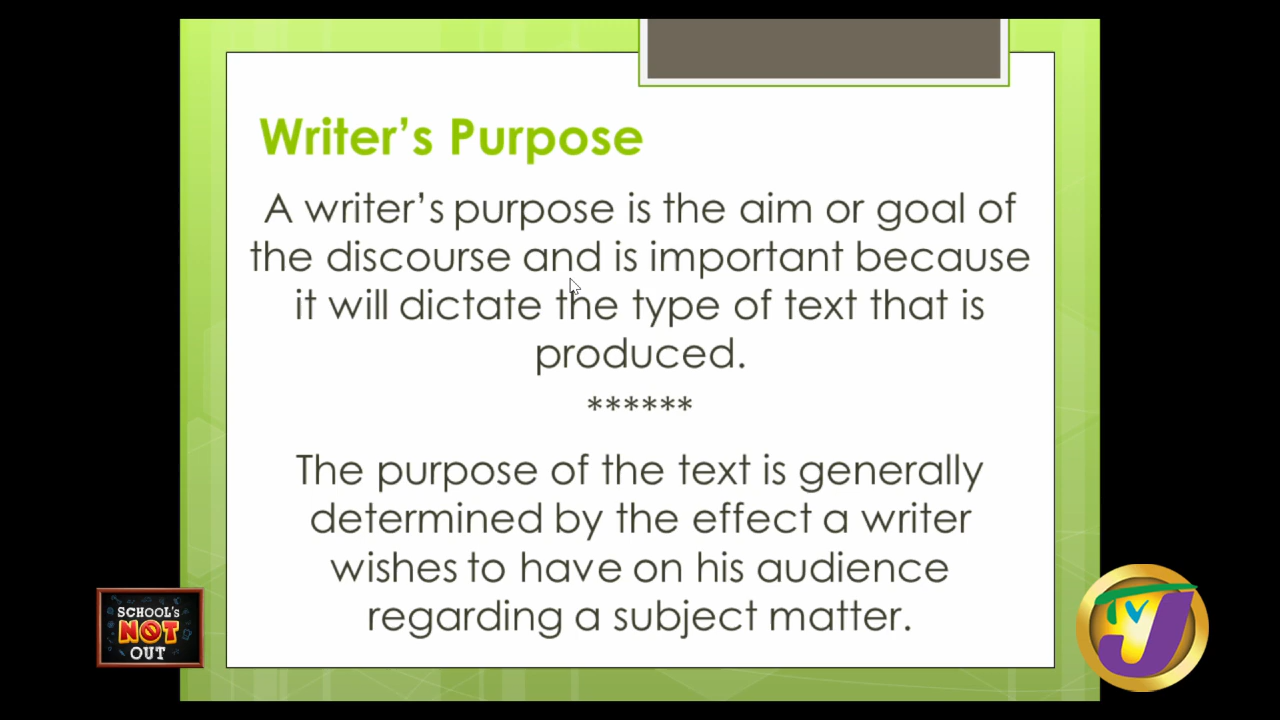 Writer's Purpose
A writer's purpose is the aim or goal of
the discourse and is important because
it will dictate the type of text that is
produced.
******
The purpose of the text is generally
determined by the effect a writer
wishes to have on his audience
regarding a subject matter.
SCHOOL's
NOT
OUT
TVJ